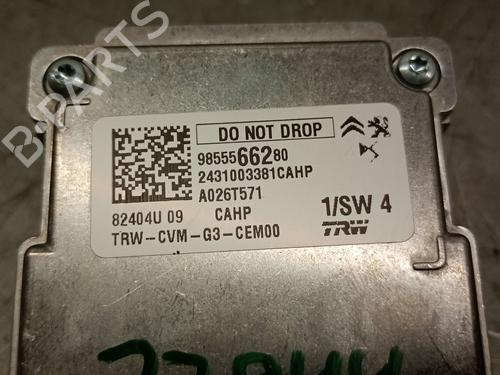 B-PARTS
DO NOT DROP
9855566280
2431003381CAHP
A026T571
82404U 09 CAHP 1/SW 4
TRW-CVM-G3-CEM00 TRW